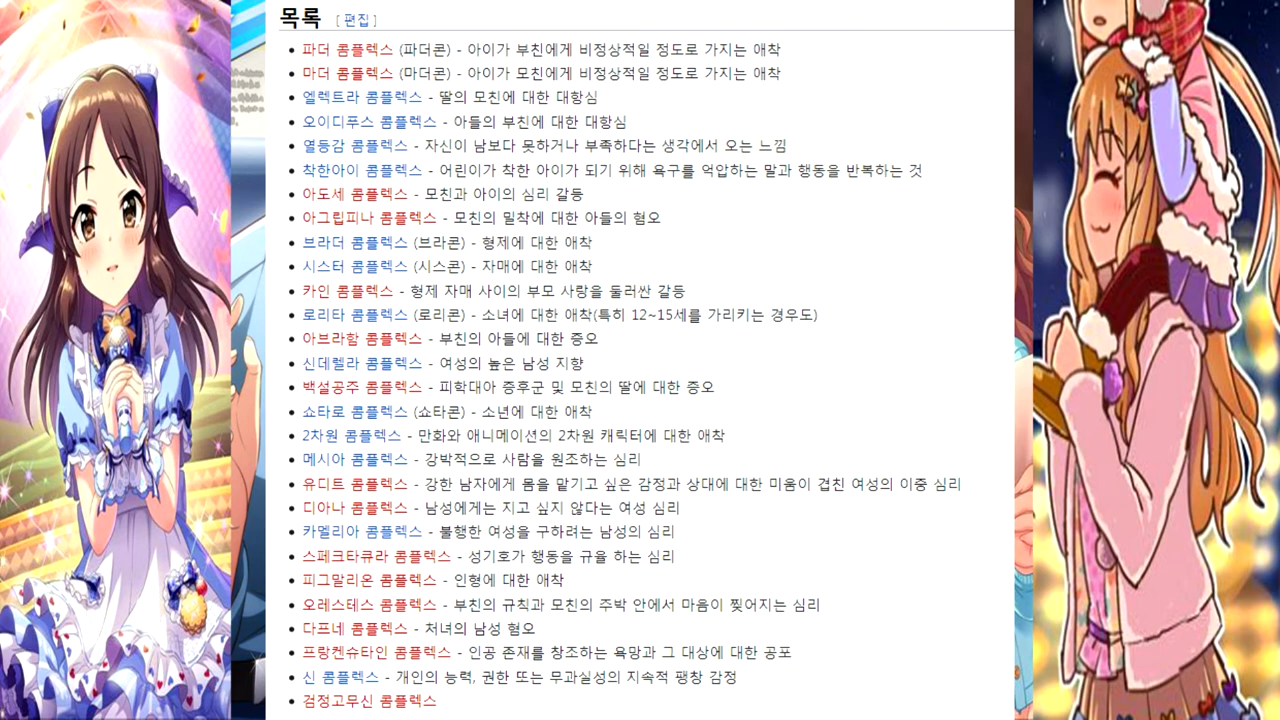 목록 [ 편집 ]
파더 콤플렉스 (파더콘) - 아이가 부친에게 비정상적일 정도로 가지는 애착
마더 콤플렉스 (마더콘) - 아이가 모친에게 비정상적일 정도로 가지는 애착
엘렉트라 콤플렉스 - 딸의 모친에 대한 대항심
오이디푸스 콤플렉스 - 아들의 부친에 대한 대항심
열등감 콤플렉스 - 자신이 남보다 못하거나 부족하다는 생각에서 오는 느낌
착한아이 콤플렉스 - 어린이가 착한 아이가 되기 위해 욕구를 억압하는 말과 행동을 반복하는 것
아도세 콤플렉스 - 모친과 아이의 심리 갈등
아그립피나 콤플렉스 - 모친의 밀착에 대한 아들의 혐오
브라더 콤플렉스 (브라콘) - 형제에 대한 애착
시스터 콤플렉스 (시스콘) - 자매에 대한 애착
카인 콤플렉스 - 형제 자매 사이의 부모 사랑을 둘러싼 갈등
로리타 콤플렉스 (로리콘) - 소녀에 대한 애착(특히 12~15세를 가리키는 경우도)
아브라함 콤플렉스 - 부친의 아들에 대한 증오
신데렐라 콤플렉스 - 여성의 높은 남성 지향
백설공주 콤플렉스 - 피학대아 증후군 및 모친의 딸에 대한 증오
쇼타로 콤플렉스 (쇼타콘) - 소년에 대한 애착
2차원 콤플렉스 - 만화와 애니메이션의 2차원 캐릭터에 대한 애착
메시아 콤플렉스 - 강박적으로 사람을 원조하는 심리
유디트 콤플렉스 - 강한 남자에게 몸을 맡기고 싶은 감정과 상대에 대한 미움이 겹친 여성의 이중 심리
디아나 콤플렉스 - 남성에게는 지고 싶지 않다는 여성 심리
카멜리아 콤플렉스 - 불행한 여성을 구하려는 남성의 심리
스페크타큐라 콤플렉스 - 성기호가 행동을 규율 하는 심리
피그말리온 콤플렉스 - 인형에 대한 애착
오레스테스 콤플렉스 - 부친의 규칙과 모친의 주박 안에서 마음이 찢어지는 심리
다프네 콤플렉스 - 처녀의 남성 혐오
프랑켄슈타인 콤플렉스 - 인공 존재를 창조하는 욕망과 그 대상에 대한 공포
신 콤플렉스 - 개인의 능력, 권한 또는 무과실성의 지속적 팽창 감정
검정고무신 콤플렉스